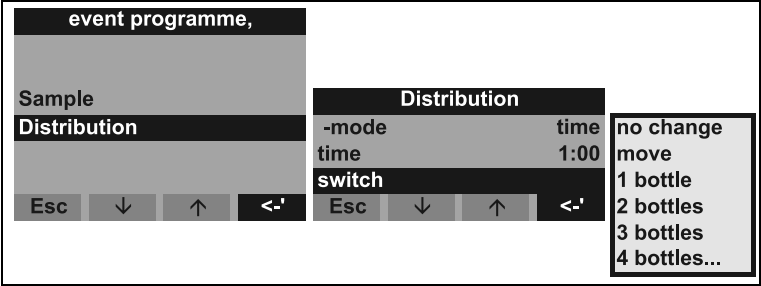 event programme,
Sample
Distribution
Esc ↓ ↑ <-'
Distribution
-mode time
time 1:00
switch
Esc ↓ ↑ <-'
no change
move
1 bottle
2 bottles
3 bottles
4 bottles...